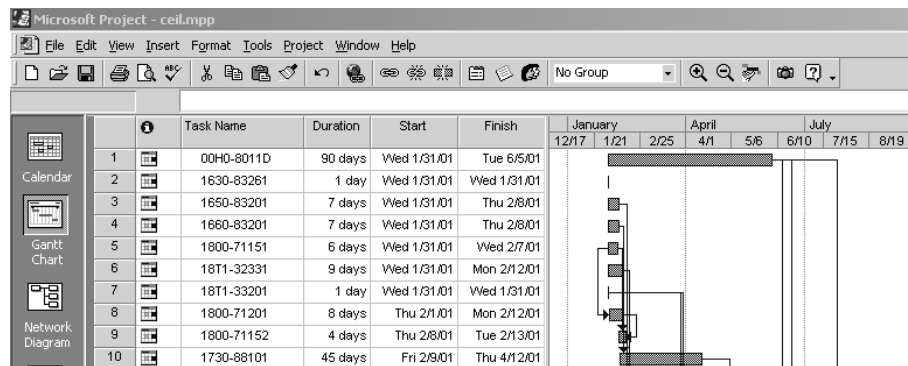 Microsoft Project - ceil.mpp
File Edit View Insert Format Tools Project Window Help
ABC No Group
Task Name Duration Start Finish January April July
12/17 1/21 2/25 4/1 5/6 6/10 7/15 8/19
1 00H0-8011D 90 days Wed 1/31/01 Tue 6/5/01
Calendar
2 1630-83261 1 day Wed 1/31/01 Wed 1/31/01
3 1650-83201 7 days Wed 1/31/01 Thu 2/8/01
4 1660-83201 7 days Wed 1/31/01 Thu 2/8/01
Gantt Chart
5 1800-71151 6 days Wed 1/31/01 Wed 2/7/01
6 18T1-32331 9 days Wed 1/31/01 Mon 2/12/01
7 18T1-33201 1 day Wed 1/31/01 Wed 1/31/01
8 1800-71201 8 days Thu 2/1/01 Mon 2/12/01
Network Diagram
9 1800-71152 4 days Thu 2/8/01 Tue 2/13/01
10 1730-88101 45 days Fri 2/9/01 Thu 4/12/01